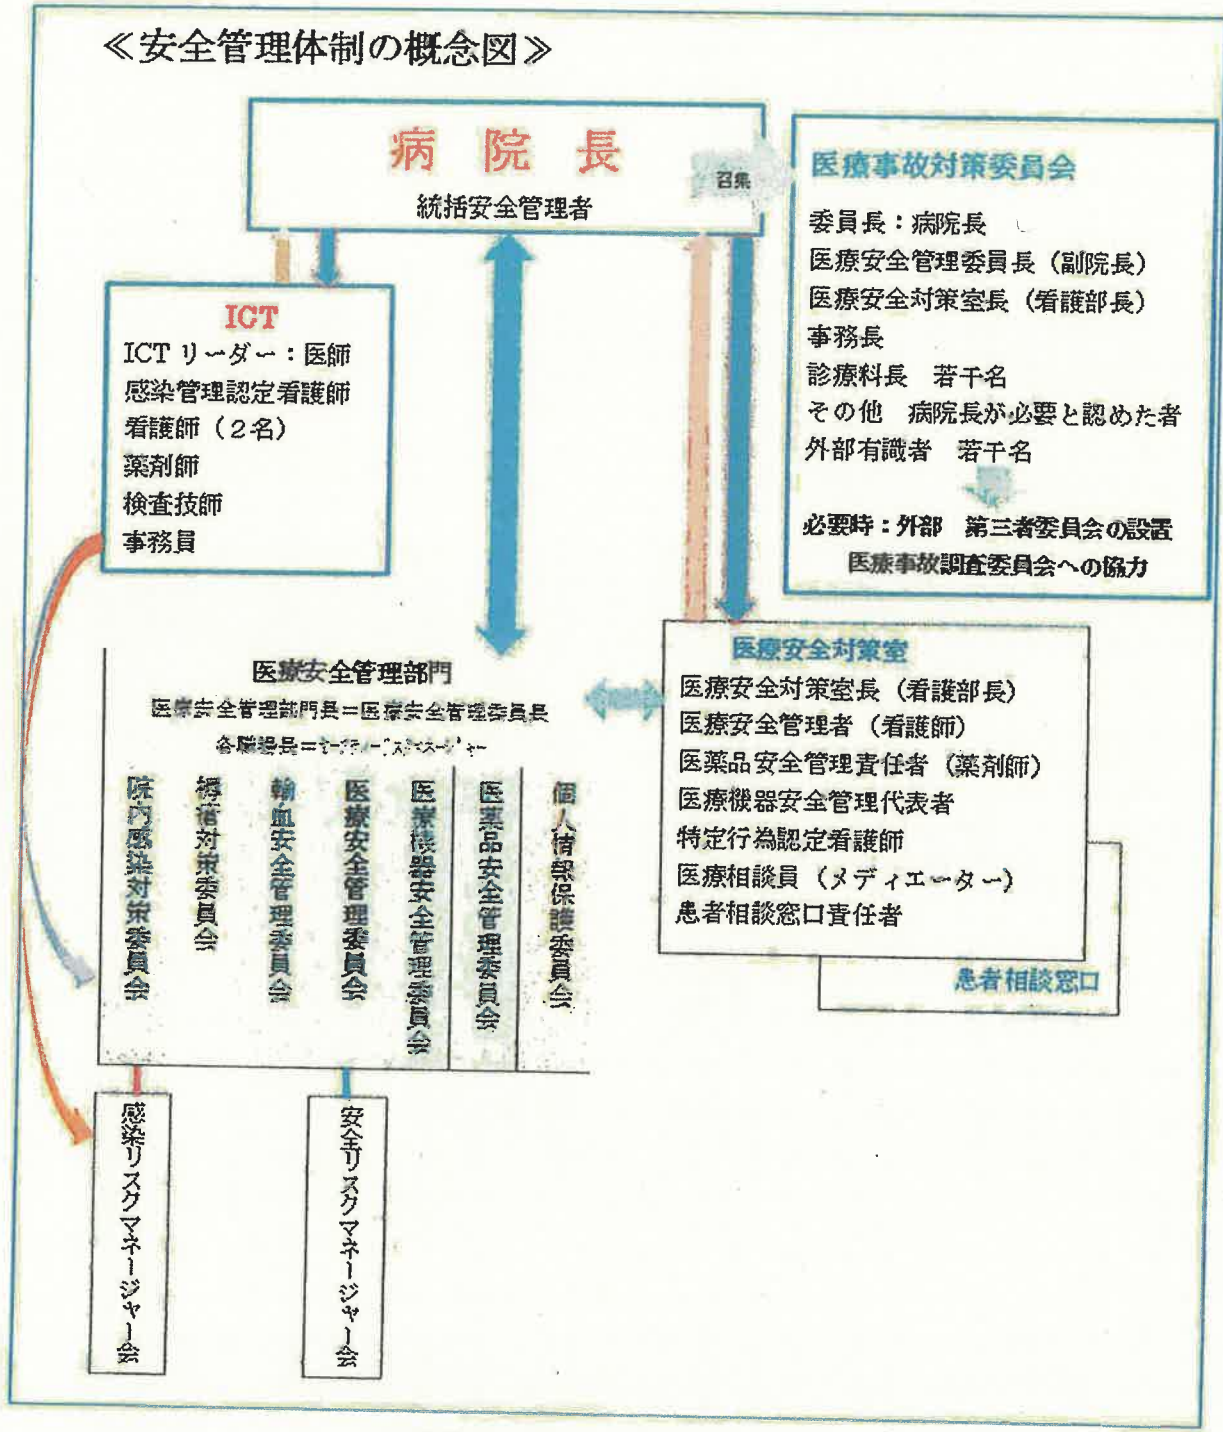 ≪安全管理体制の概念図≫
病 院 長
統括安全管理者
召集
医療事故対策委員会
委員長：病院長
医療安全管理委員長（副院長）
医療安全対策室長（看護部長）
事務長
診療科長　若干名
その他　病院長が必要と認めた者
外部有識者　若干名
必要時：外部　第三者委員会の設置
医療事故調査委員会への協力
ICT
ICT リーダー：医師
感染管理認定看護師
看護師（2名）
薬剤師
検査技師
事務員
医療安全管理部門
医療安全管理部門長＝医療安全管理委員長
各職場長＝
院内感染対策委員会
褥瘡対策委員会
輸血安全管理委員会
医療安全管理委員会
医療機器安全管理委員会
医薬品安全管理委員会
個人情報保護委員会
医療安全対策室
医療安全対策室長（看護部長）
医療安全管理者（看護師）
医薬品安全管理責任者（薬剤師）
医療機器安全管理代表者
特定行為認定看護師
医療相談員（メディエーター）
患者相談窓口責任者
患者相談窓口
感染リスクマネージャー会
安全リスクマネージャー会